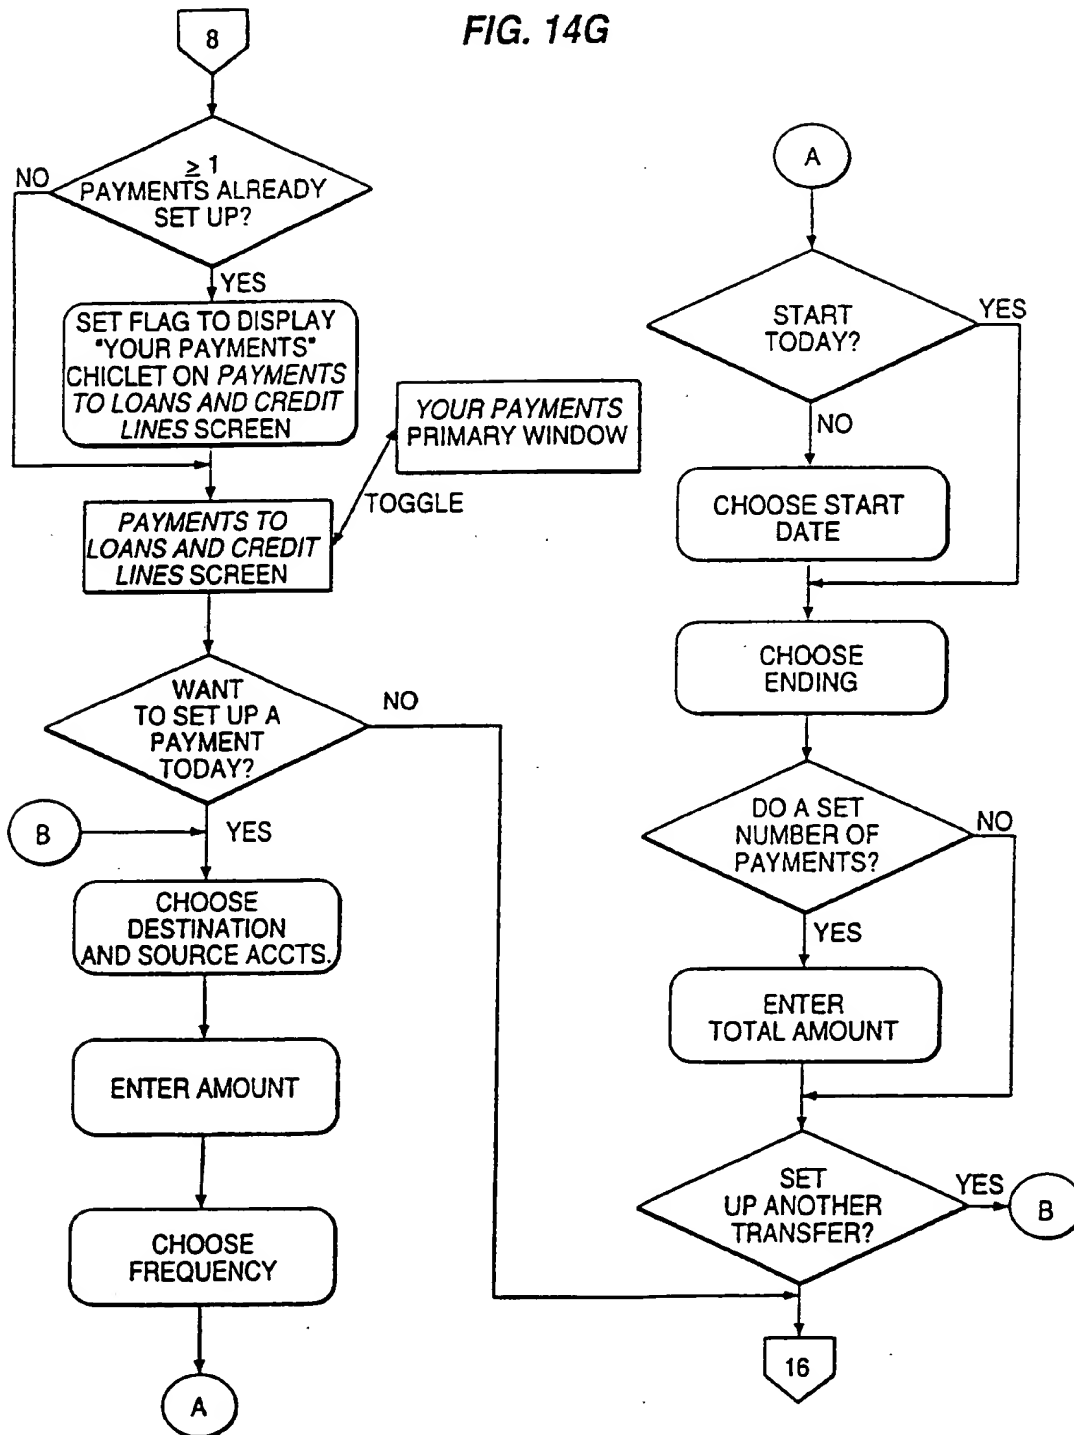 FIG. 14G
8
≥ 1
PAYMENTS ALREADY
SET UP?
NO
YES
SET FLAG TO DISPLAY
"YOUR PAYMENTS"
CHICLET ON PAYMENTS
TO LOANS AND CREDIT
LINES SCREEN
YOUR PAYMENTS
PRIMARY WINDOW
TOGGLE
PAYMENTS TO
LOANS AND CREDIT
LINES SCREEN
WANT
TO SET UP A
PAYMENT
TODAY?
NO
B
YES
CHOOSE
DESTINATION
AND SOURCE ACCTS.
ENTER AMOUNT
CHOOSE
FREQUENCY
A
A
START
TODAY?
YES
NO
CHOOSE START
DATE
CHOOSE
ENDING
DO A SET
NUMBER OF
PAYMENTS?
NO
YES
ENTER
TOTAL AMOUNT
SET
UP ANOTHER
TRANSFER?
YES
B
16